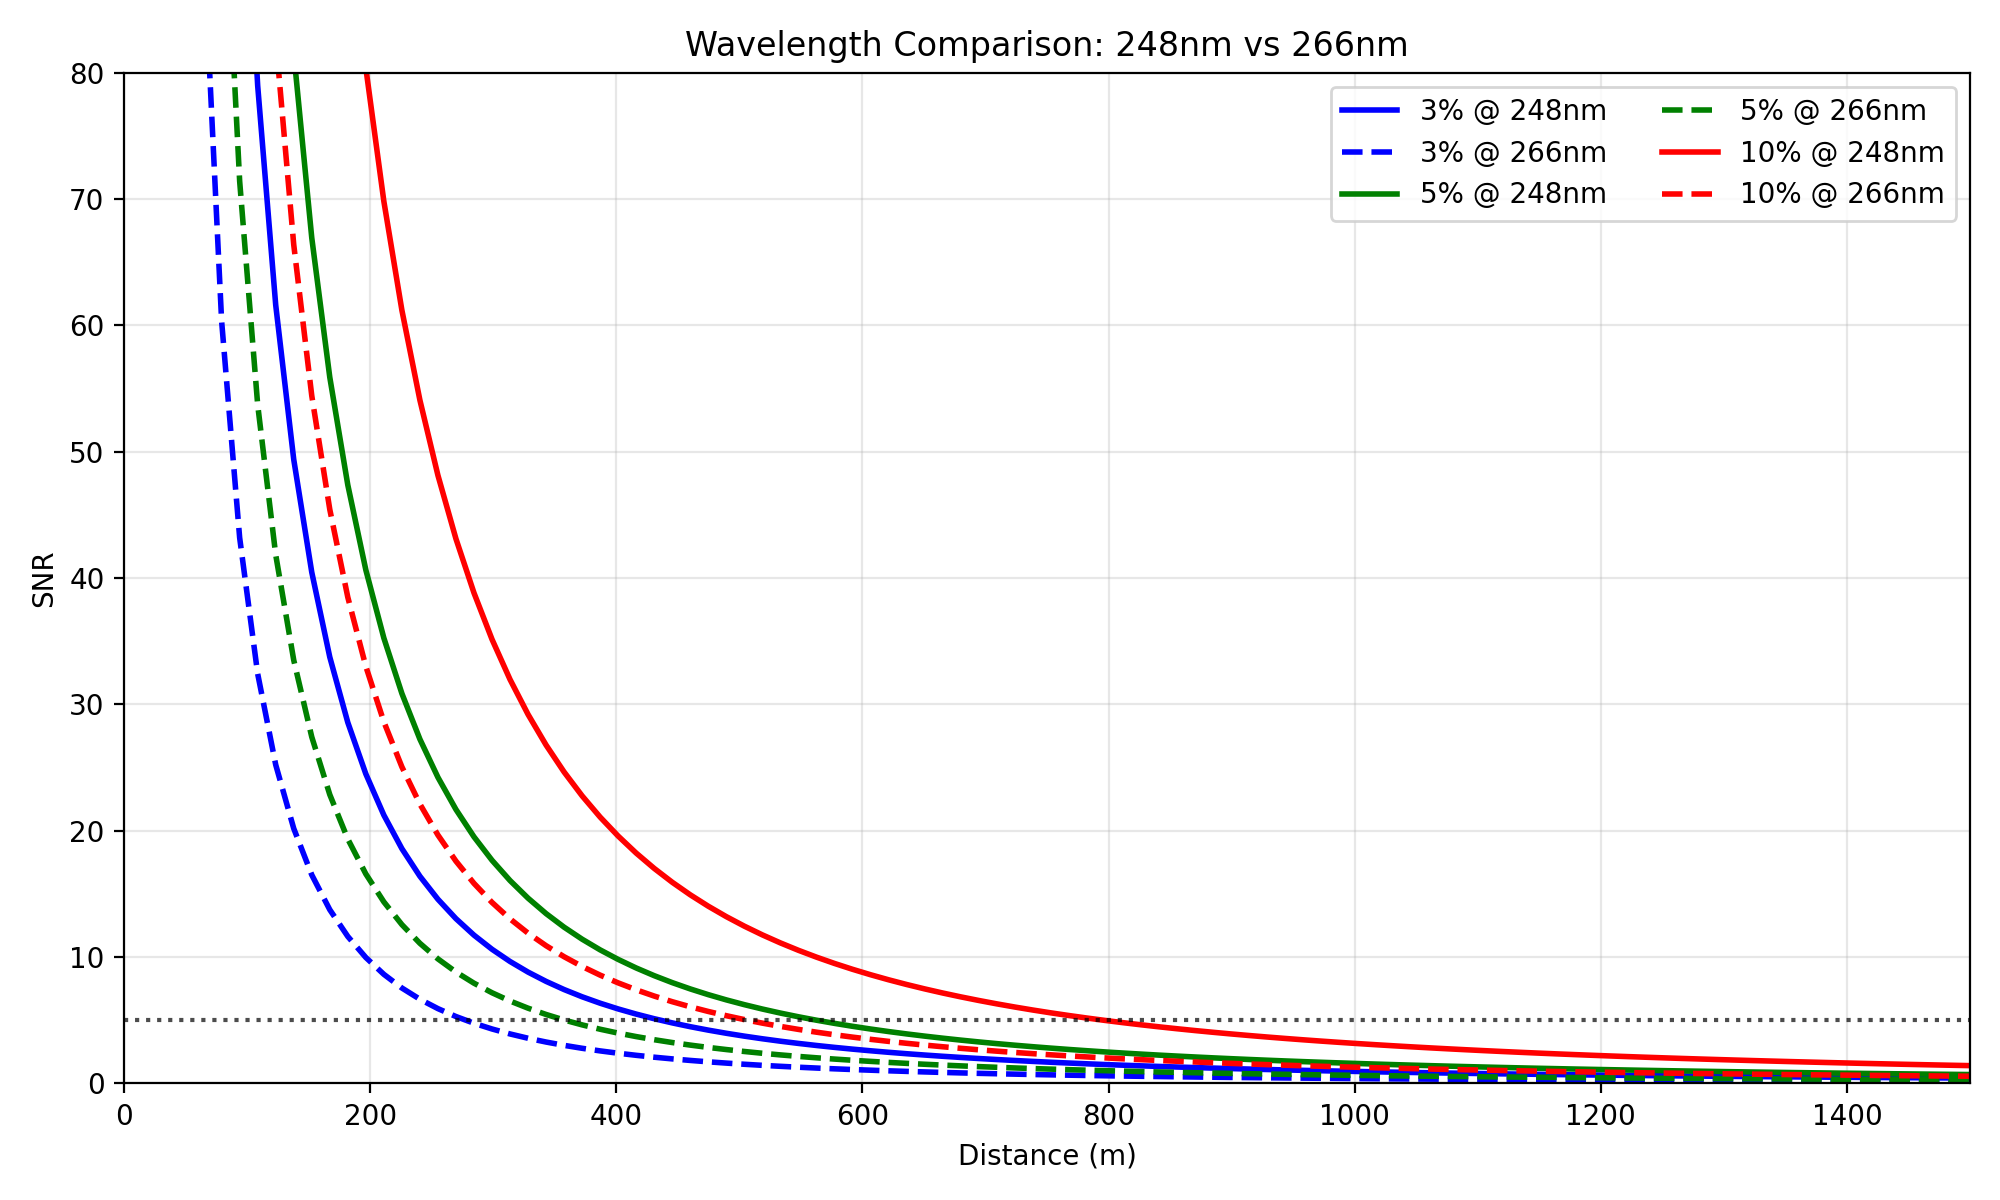 Wavelength Comparison: 248nm vs 266nm
80
70
60
50
40
30
20
10
0
SNR
3% @ 248nm
3% @ 266nm
5% @ 248nm
5% @ 266nm
10% @ 248nm
10% @ 266nm
0 200 400 600 800 1000 1200 1400
Distance (m)